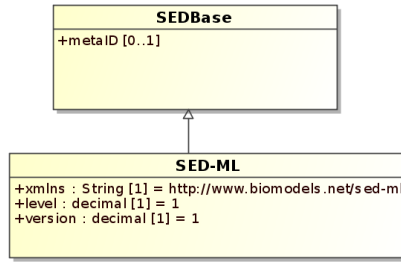 SEDBase
+metaID [0..1]
SED-ML
+xmlns : String [1] = http://www.biomodels.net/sed-ml
+level : decimal [1] = 1
+version : decimal [1] = 1